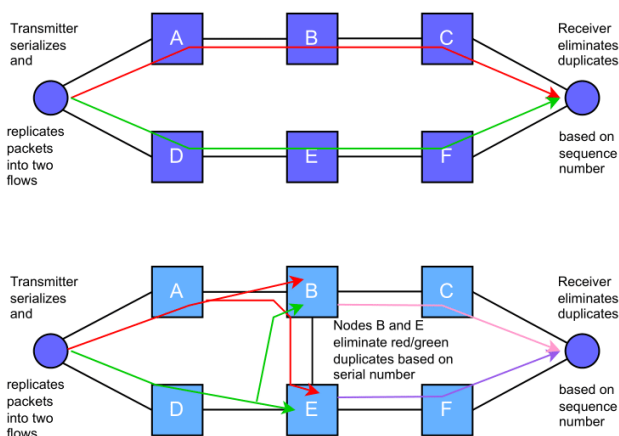 Transmitter
serializes
and
A
B
C
Receiver
eliminates
duplicates
replicates
packets
into two
flows
D
E
F
based on
sequence
number
Transmitter
serializes
and
A
B
C
Receiver
eliminates
duplicates
Nodes B and E
eliminate red/green
duplicates based on
serial number
replicates
packets
into two
flows
D
E
F
based on
sequence
number